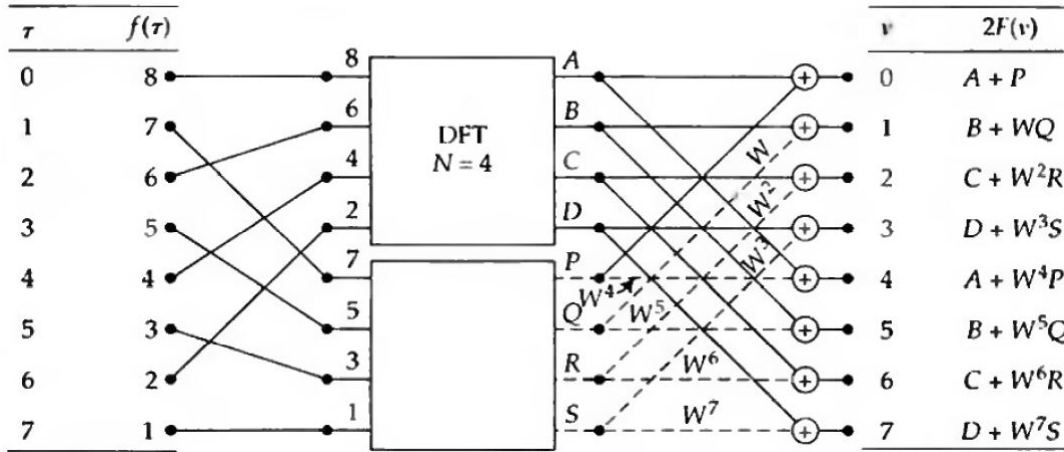 τ f(τ) ν 2F(ν)
0 8 8 A 0 A + P
1 7 6 B 1 B + WQ
DFT
N = 4
W
2 6 4 C 2 C + W²R
W²
3 5 2 D 3 D + W³S
W³
4 4 7 P 4 A + W⁴P
W⁴ W⁵
5 3 5 Q 5 B + W⁵Q
6 2 3 R W⁶ 6 C + W⁶R
7 1 1 S W⁷ 7 D + W⁷S